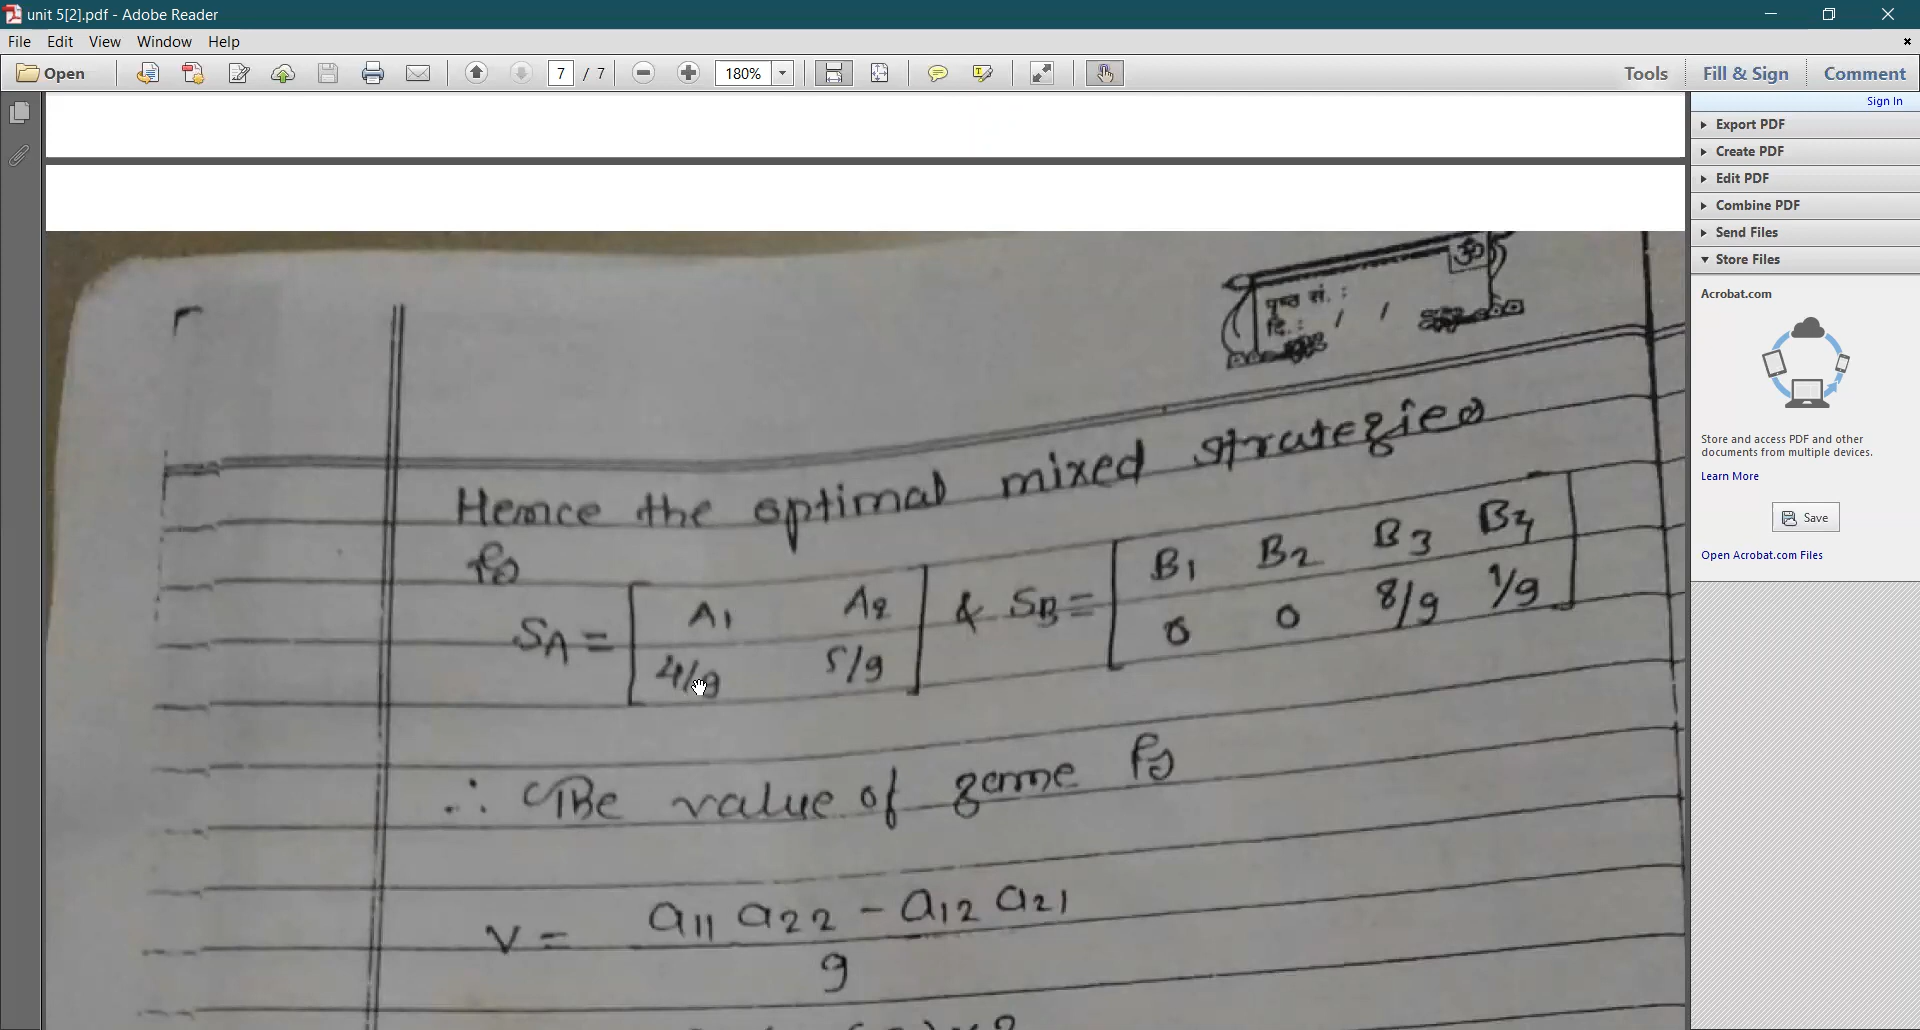 unit 5[2].pdf - Adobe Reader
File Edit View Window Help
Open 7 / 7 180% Tools Fill & Sign Comment
Sign In
Export PDF
Create PDF
Edit PDF
Combine PDF
Send Files
Store Files
Acrobat.com
Store and access PDF and other
documents from multiple devices.
Learn More
Save
Open Acrobat.com Files
ॐ
पृष्ठ सं. :
दि. : / /
Hence the optimal mixed strategies
is
SA = [ A1 A2 ] & SB = [ B1 B2 B3 B4 ]
4/9 5/9 0 0 8/9 1/9
∴ The value of game is
V = a11 a22 - a12 a21
9